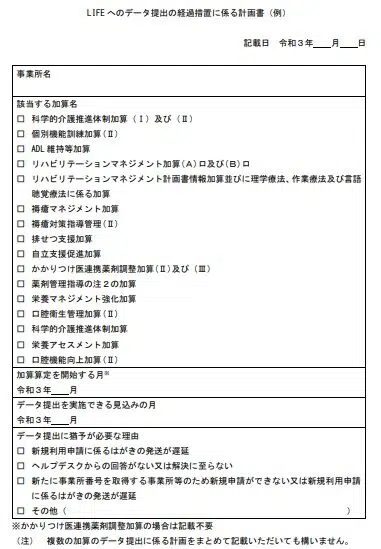 LIFEへのデータ提出の経過措置に係る計画書（例）
記載日　令和３年____月____日
事業所名
該当する加算名
□ 科学的介護推進体制加算（Ⅰ）及び（Ⅱ）
□ 個別機能訓練加算(Ⅱ)
□ ADL維持等加算
□ リハビリテーションマネジメント加算(A)ロ及び(B)ロ
□ リハビリテーションマネジメント計画書情報加算並びに理学療法、作業療法及び言語
聴覚療法に係る加算
□ 褥瘡マネジメント加算
□ 褥瘡対策指導管理(Ⅱ)
□ 排せつ支援加算
□ 自立支援促進加算
□ かかりつけ医連携薬剤調整加算(Ⅱ)及び（Ⅲ）
□ 薬剤管理指導の注２の加算
□ 栄養マネジメント強化加算
□ 口腔衛生管理加算(Ⅱ)
□ 科学的介護推進体制加算
□ 栄養アセスメント加算
□ 口腔機能向上加算(Ⅱ)
加算算定を開始する月※
令和３年____月
データ提出を実施できる見込みの月
令和３年____月
データ提出に猶予が必要な理由
□ 新規利用申請に係るはがきの発送が遅延
□ ヘルプデスクからの回答がない又は解決に至らない
□ 新たに事業所番号を取得する事業所等のため新規申請ができない又は新規利用申請
に係るはがきの発送が遅延
□ その他（　　　　　　　　　　　　　　　　　　　　）
※かかりつけ医連携薬剤調整加算の場合は記載不要
（注）　複数の加算のデータ提出に係る計画をまとめて記載いただいても構いません。